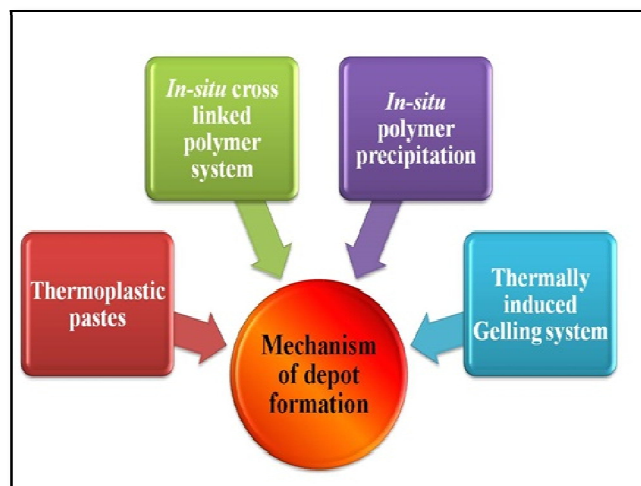 In-situ cross
linked
polymer
system
In-situ
polymer
precipitation
Thermoplastic
pastes
Thermally
induced
Gelling system
Mechanism
of depot
formation